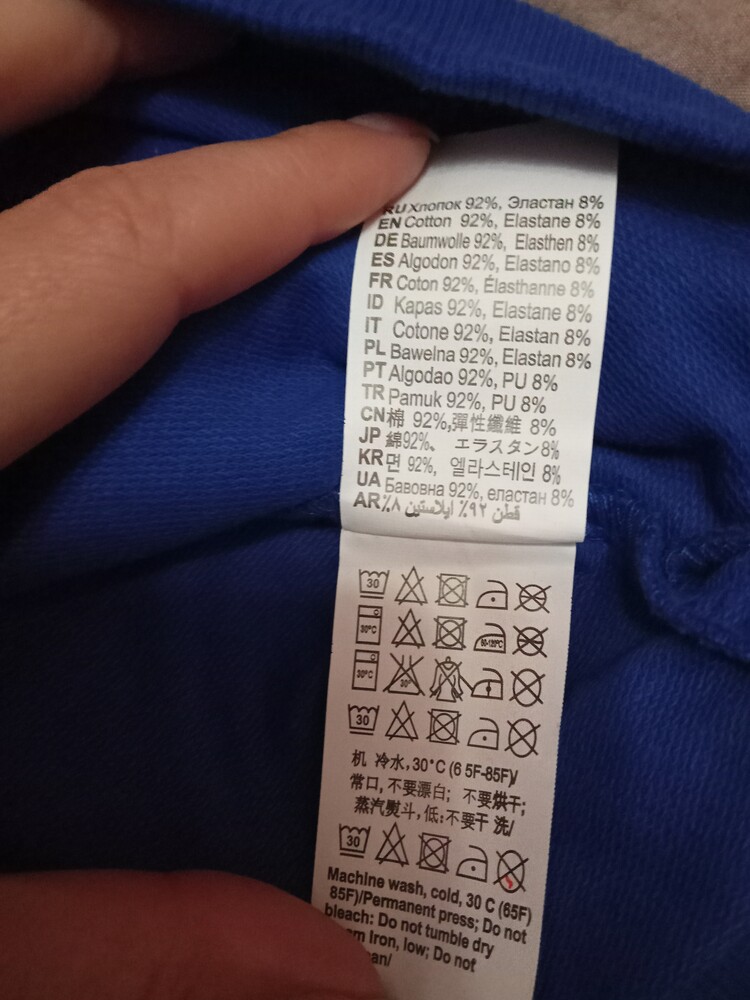 RU Хлопок 92%, Эластан 8%
EN Cotton 92%, Elastane 8%
DE Baumwolle 92%, Elasthen 8%
ES Algodon 92%, Elastano 8%
FR Coton 92%, Élasthanne 8%
ID Kapas 92%, Elastane 8%
IT Cotone 92%, Elastan 8%
PL Bawelna 92%, Elastan 8%
PT Algodao 92%, PU 8%
TR Pamuk 92%, PU 8%
CN 棉 92%,彈性纖維 8%
JP 綿92%、 エラスタン8%
KR 면 92%, 엘라스테인 8%
UA Бавовна 92%, еластан 8%
AR قطن ٩٢٪ ايلاستين ٨٪
30
30°C
30°C 30°
30
机 冷水,30°C (6 5F-85F)/
常口,不要漂白; 不要烘干;
蒸汽熨斗,低:不要干 洗/
30
Machine wash, cold, 30 C (65F)
85F)/Permanent press; Do not
bleach: Do not tumble dry
Iron, low; Do not